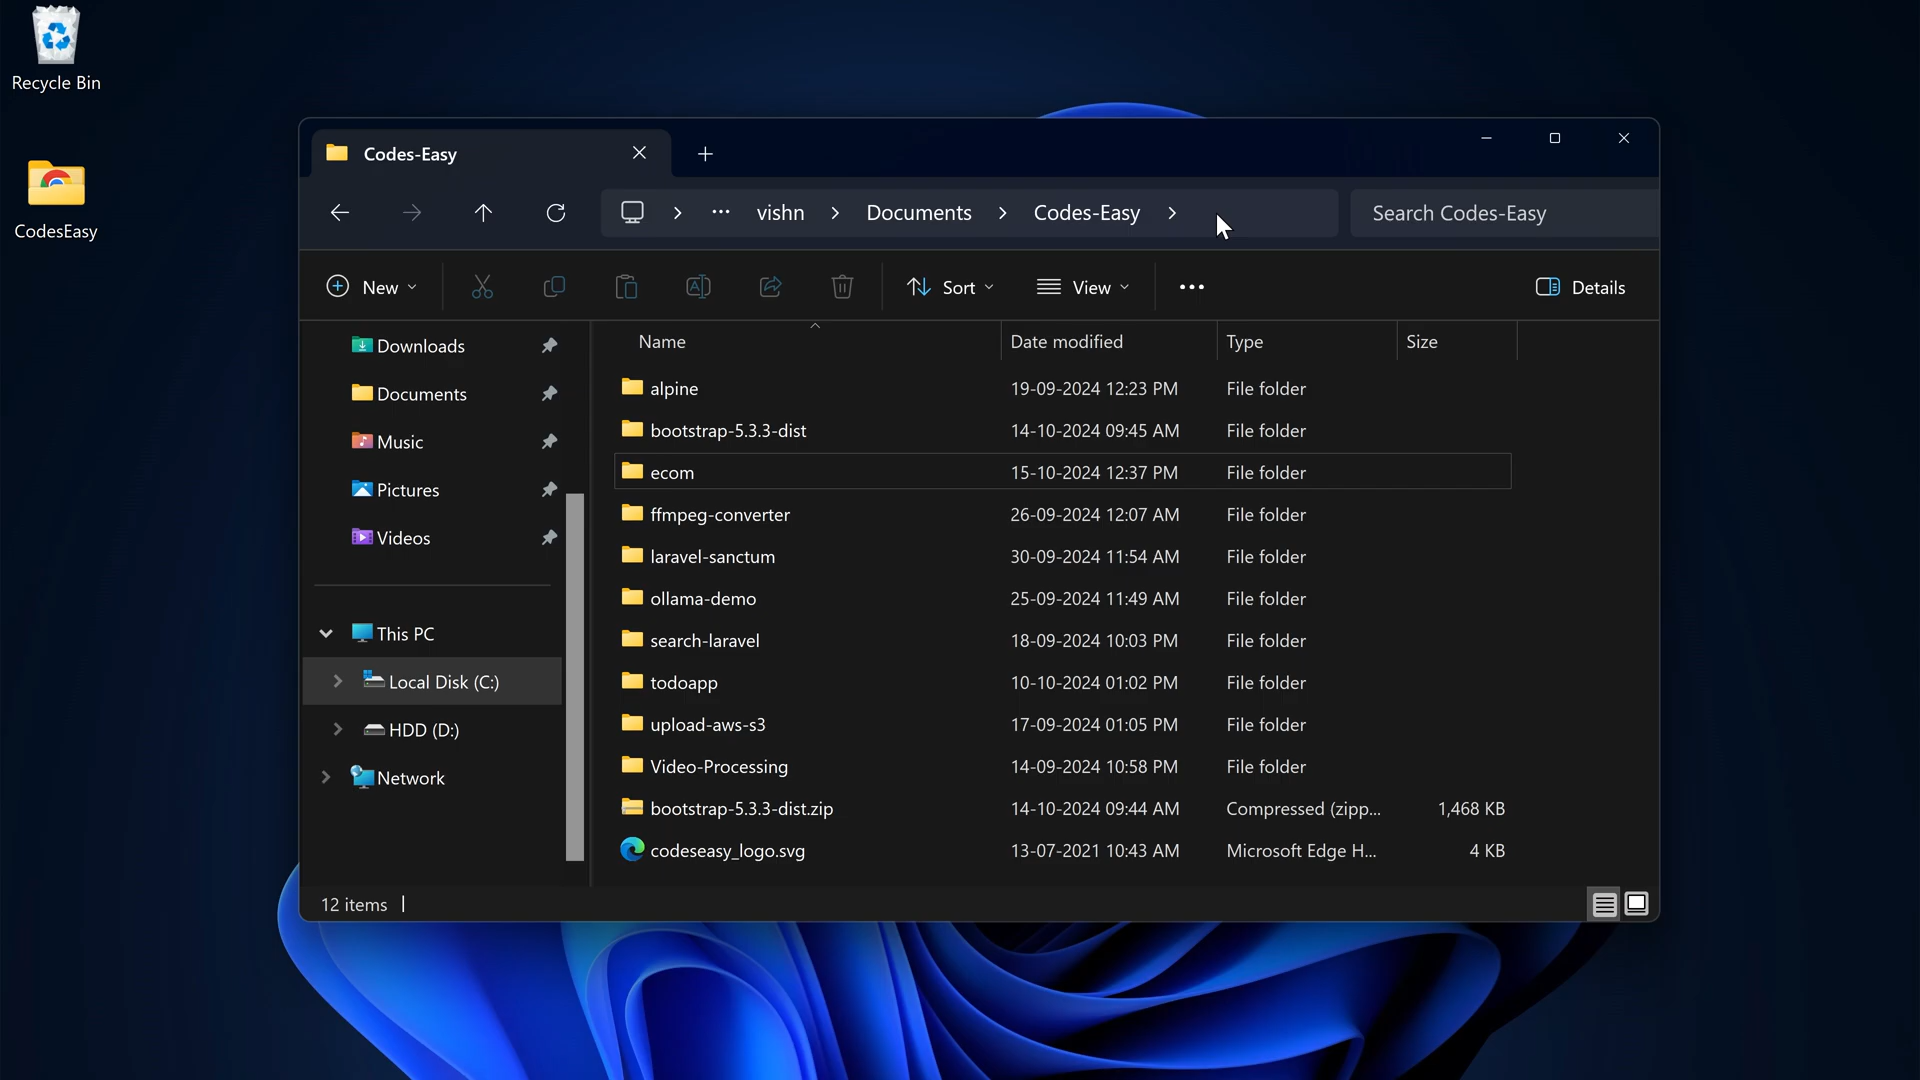 Recycle Bin
CodesEasy
Codes-Easy
vishn
Documents
Codes-Easy
Search Codes-Easy
New
Sort
View
Details
Downloads
Documents
Music
Pictures
Videos
This PC
Local Disk (C:)
HDD (D:)
Network
Name Date modified Type Size
alpine 19-09-2024 12:23 PM File folder
bootstrap-5.3.3-dist 14-10-2024 09:45 AM File folder
ecom 15-10-2024 12:37 PM File folder
ffmpeg-converter 26-09-2024 12:07 AM File folder
laravel-sanctum 30-09-2024 11:54 AM File folder
ollama-demo 25-09-2024 11:49 AM File folder
search-laravel 18-09-2024 10:03 PM File folder
todoapp 10-10-2024 01:02 PM File folder
upload-aws-s3 17-09-2024 01:05 PM File folder
Video-Processing 14-09-2024 10:58 PM File folder
bootstrap-5.3.3-dist.zip 14-10-2024 09:44 AM Compressed (zipp... 1,468 KB
codeseasy_logo.svg 13-07-2021 10:43 AM Microsoft Edge H... 4 KB
12 items